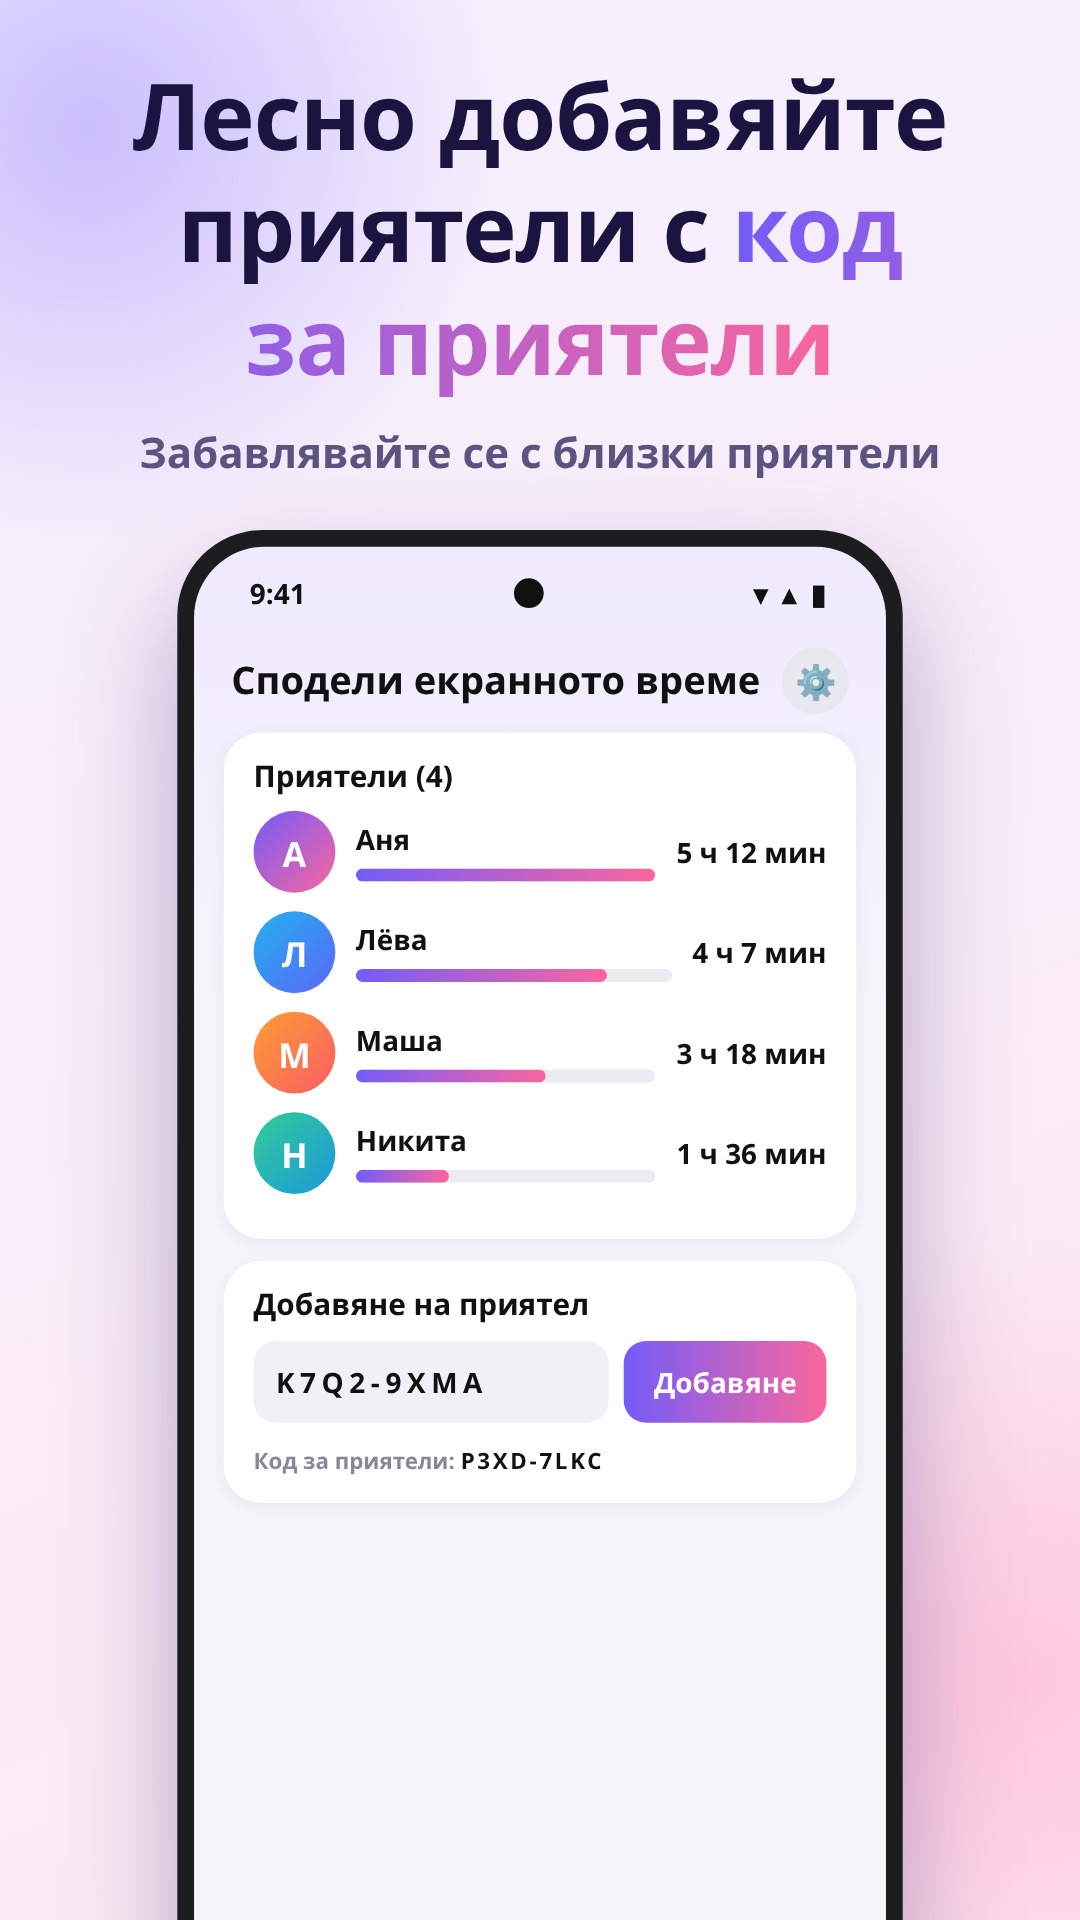 Лесно добавяйте
приятели с код
за приятели
Забавлявайте се с близки приятели
9:41
Сподели екранното време
Приятели (4)
А
Аня
5 ч 12 мин
Л
Лёва
4 ч 7 мин
М
Маша
3 ч 18 мин
Н
Никита
1 ч 36 мин
Добавяне на приятел
K7Q2-9XMA
Добавяне
Код за приятели: P3XD-7LKC